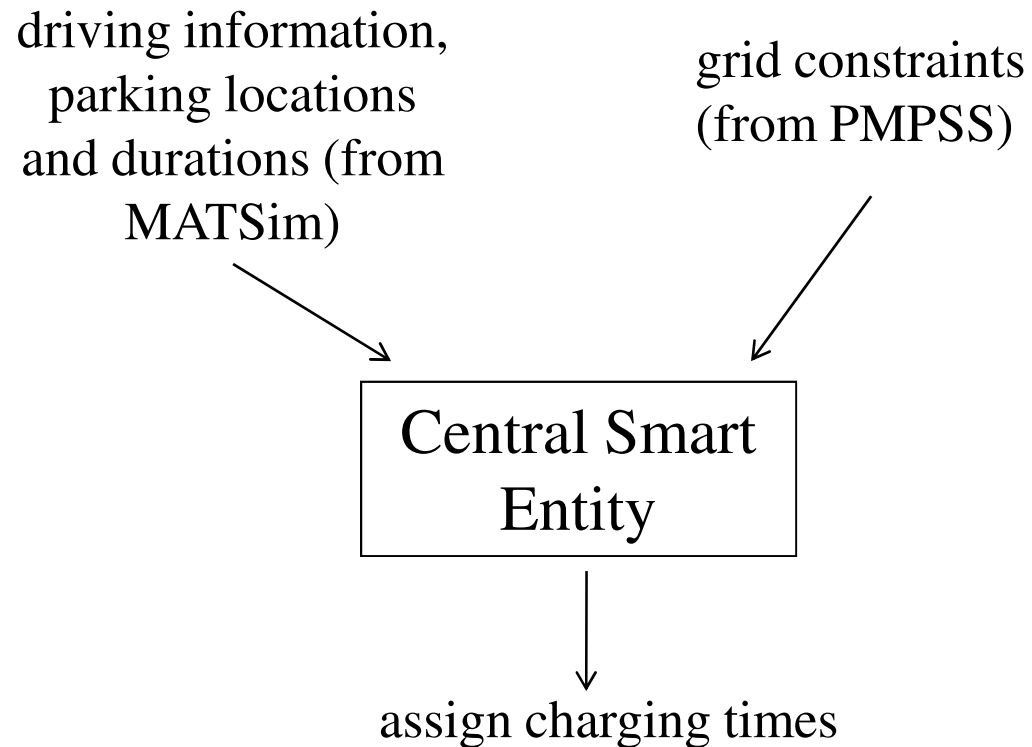 driving information,
parking locations
and durations (from
MATSim)
grid constraints
(from PMPSS)
Central Smart
Entity
assign charging times